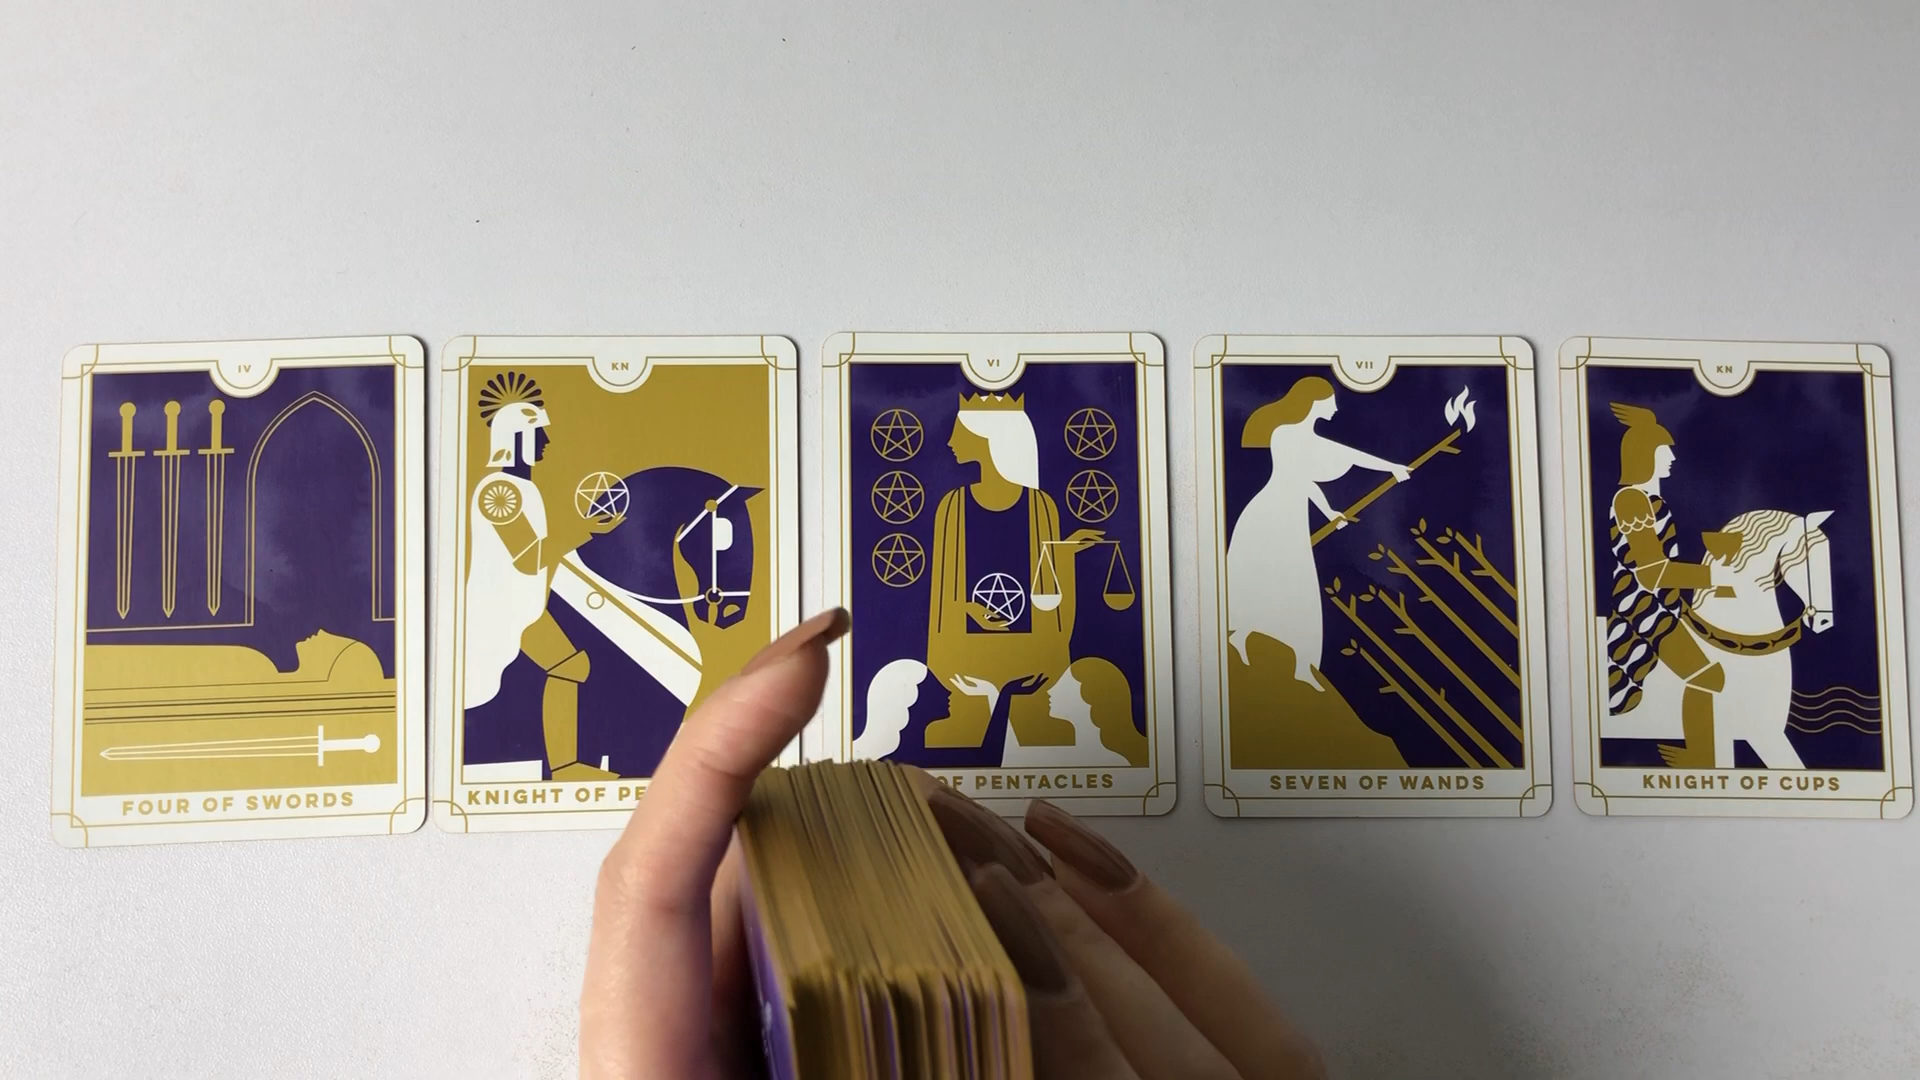 IV
FOUR OF SWORDS
KN
KNIGHT OF PE
VI
OF PENTACLES
VII
SEVEN OF WANDS
KN
KNIGHT OF CUPS